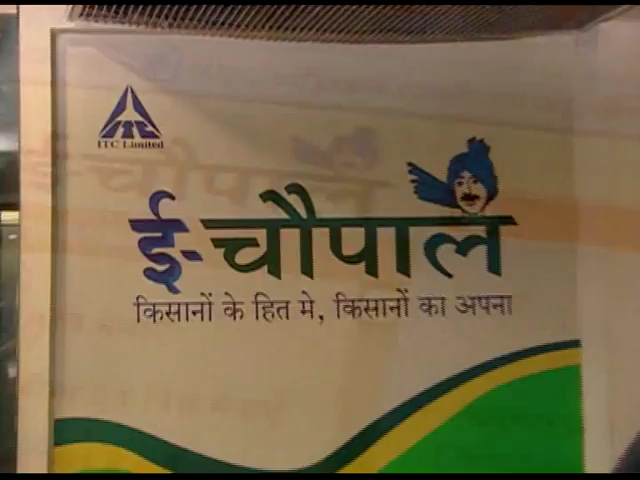 ITC Limited
ई-चौपाल
किसानों के हित मे, किसानों का अपना